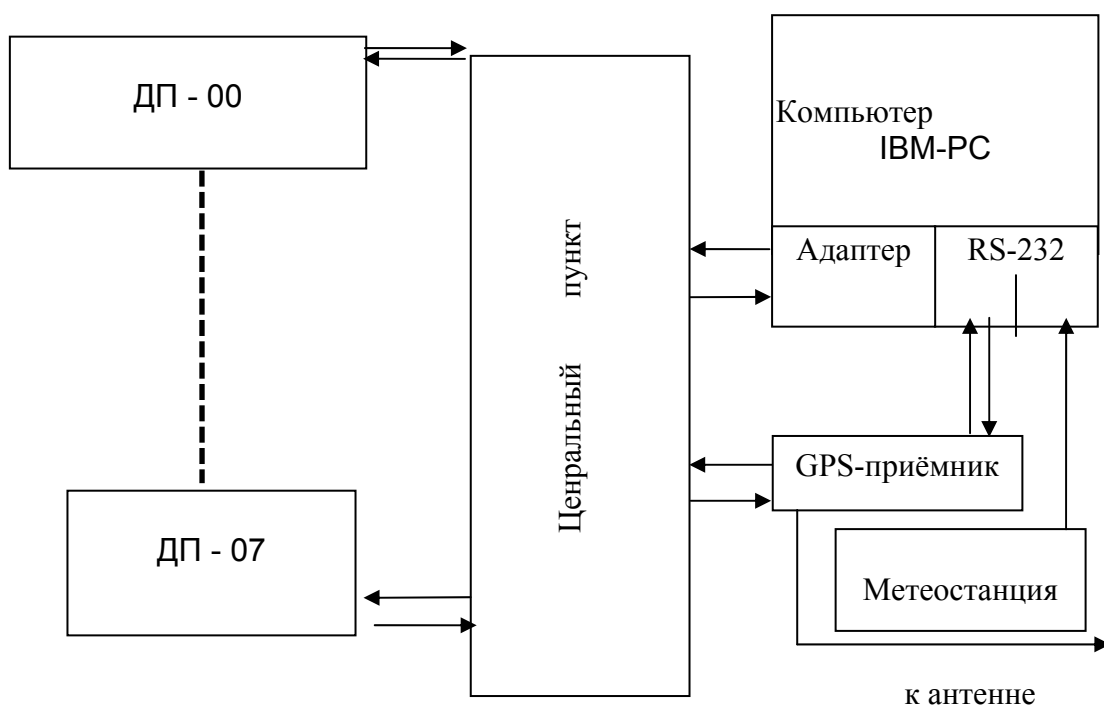 ДП - 00
Компьютер
IBM-PC
Адаптер
RS-232
Ценральный пункт
GPS-приёмник
ДП - 07
Метеостанция
к антенне